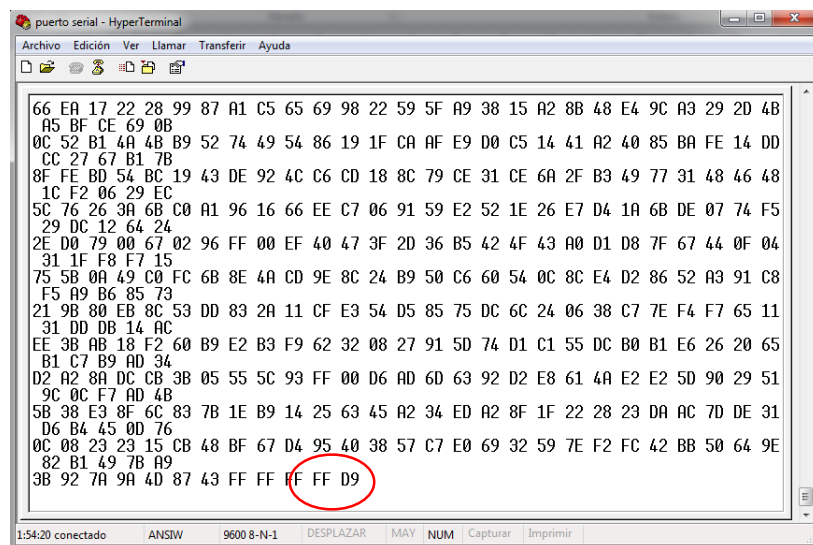 puerto serial - HyperTerminal
Archivo Edición Ver Llamar Transferir Ayuda
66 EA 17 22 28 99 87 A1 C5 65 69 98 22 59 5F A9 38 15 A2 8B 48 E4 9C A3 29 2D 4B
A5 BF CE 69 0B
0C 52 B1 4A 4B B9 52 74 49 54 86 19 1F CA AF E9 D0 C5 14 41 A2 40 85 BA FE 14 DD
CC 27 67 B1 7B
8F FE BD 54 BC 19 43 DE 92 4C C6 CD 18 8C 79 CE 31 CE 6A 2F B3 49 77 31 48 46 48
1C F2 06 29 EC
5C 76 26 3A 6B C0 A1 96 16 66 EE C7 06 91 59 E2 52 1E 26 E7 D4 1A 6B DE 07 74 F5
29 DC 12 64 24
2E D0 79 00 67 02 96 FF 00 EF 40 47 3F 2D 36 B5 42 4F 43 A0 D1 D8 7F 67 44 0F 04
31 1F F8 F7 15
75 5B 0A 49 C0 FC 6B 8E 4A CD 9E 8C 24 B9 50 C6 60 54 0C 8C E4 D2 86 52 A3 91 C8
F5 A9 B6 85 73
21 9B 80 EB 8C 53 DD 83 2A 11 CF E3 54 D5 85 75 DC 6C 24 06 38 C7 7E F4 F7 65 11
31 DD DB 14 AC
EE 3B AB 18 F2 60 B9 E2 B3 F9 62 32 08 27 91 5D 74 D1 C1 55 DC B0 B1 E6 26 20 65
B1 C7 B9 AD 34
D2 A2 8A DC CB 3B 05 55 5C 93 FF 00 D6 AD 6D 63 92 D2 E8 61 4A E2 E2 5D 90 29 51
9C 0C F7 AD 4B
5B 38 E3 8F 6C 83 7B 1E B9 14 25 63 45 A2 34 ED A2 8F 1F 22 28 23 DA AC 7D DE 31
D6 B4 45 0D 76
0C 08 23 23 15 CB 48 BF 67 D4 95 40 38 57 C7 E0 69 32 59 7E F2 FC 42 BB 50 64 9E
82 B1 49 7B A9
3B 92 7A 9A 4D 87 43 FF FF FF FF D9
1:54:20 conectado ANSIW 9600 8-N-1 DESPLAZAR MAY NUM Capturar Imprimir